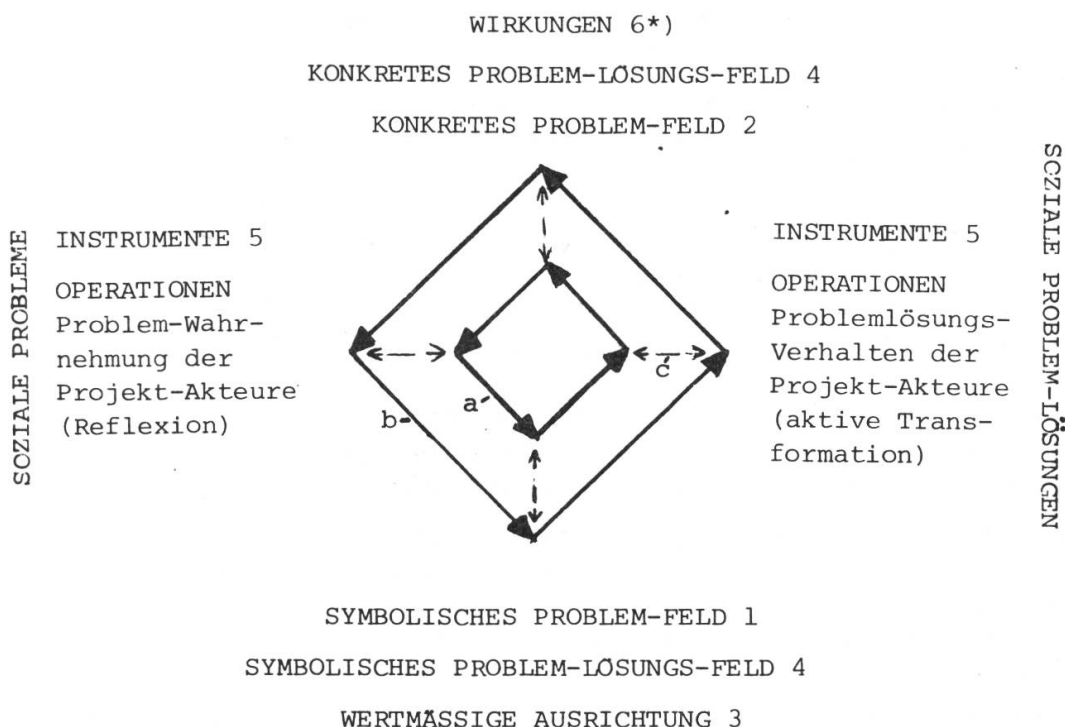 WIRKUNGEN 6*)
KONKRETES PROBLEM-LÖSUNGS-FELD 4
KONKRETES PROBLEM-FELD 2
SOZIALE PROBLEME
INSTRUMENTE 5
OPERATIONEN
Problem-Wahr-
nehmung der
Projekt-Akteure
(Reflexion)
a
b
c
INSTRUMENTE 5
OPERATIONEN
Problemlösungs-
Verhalten der
Projekt-Akteure
(aktive Trans-
formation)
SOZIALE PROBLEM-LÖSUNGEN
SYMBOLISCHES PROBLEM-FELD 1
SYMBOLISCHES PROBLEM-LÖSUNGS-FELD 4
WERTMÄSSIGE AUSRICHTUNG 3